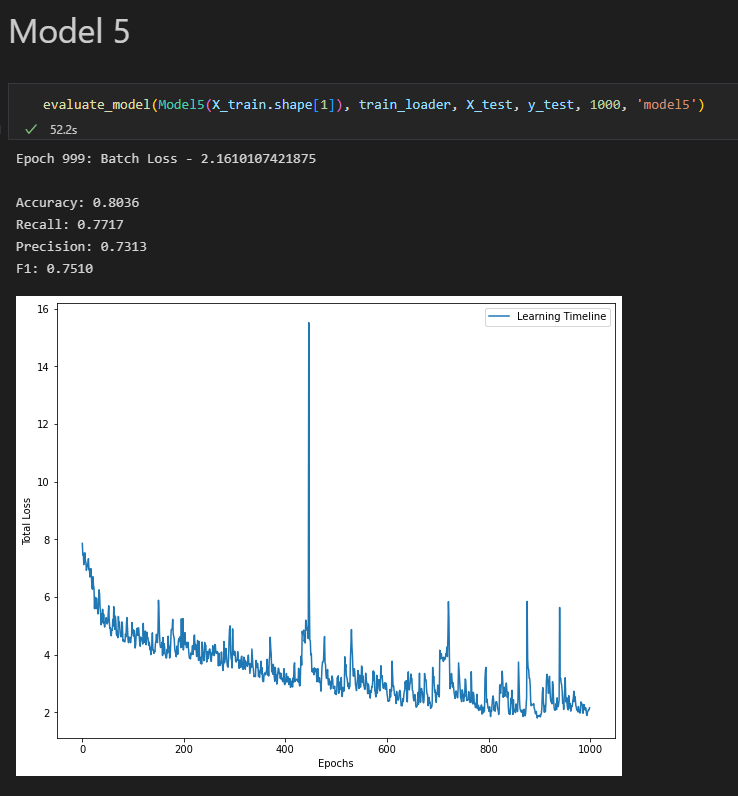 Model 5
evaluate_model(Model5(X_train.shape[1]), train_loader, X_test, y_test, 1000, 'model5')
52.2s
Epoch 999: Batch Loss - 2.1610107421875
Accuracy: 0.8036
Recall: 0.7717
Precision: 0.7313
F1: 0.7510
Learning Timeline
16
14
12
10
8
6
4
2
Total Loss
0
200
400
600
800
1000
Epochs